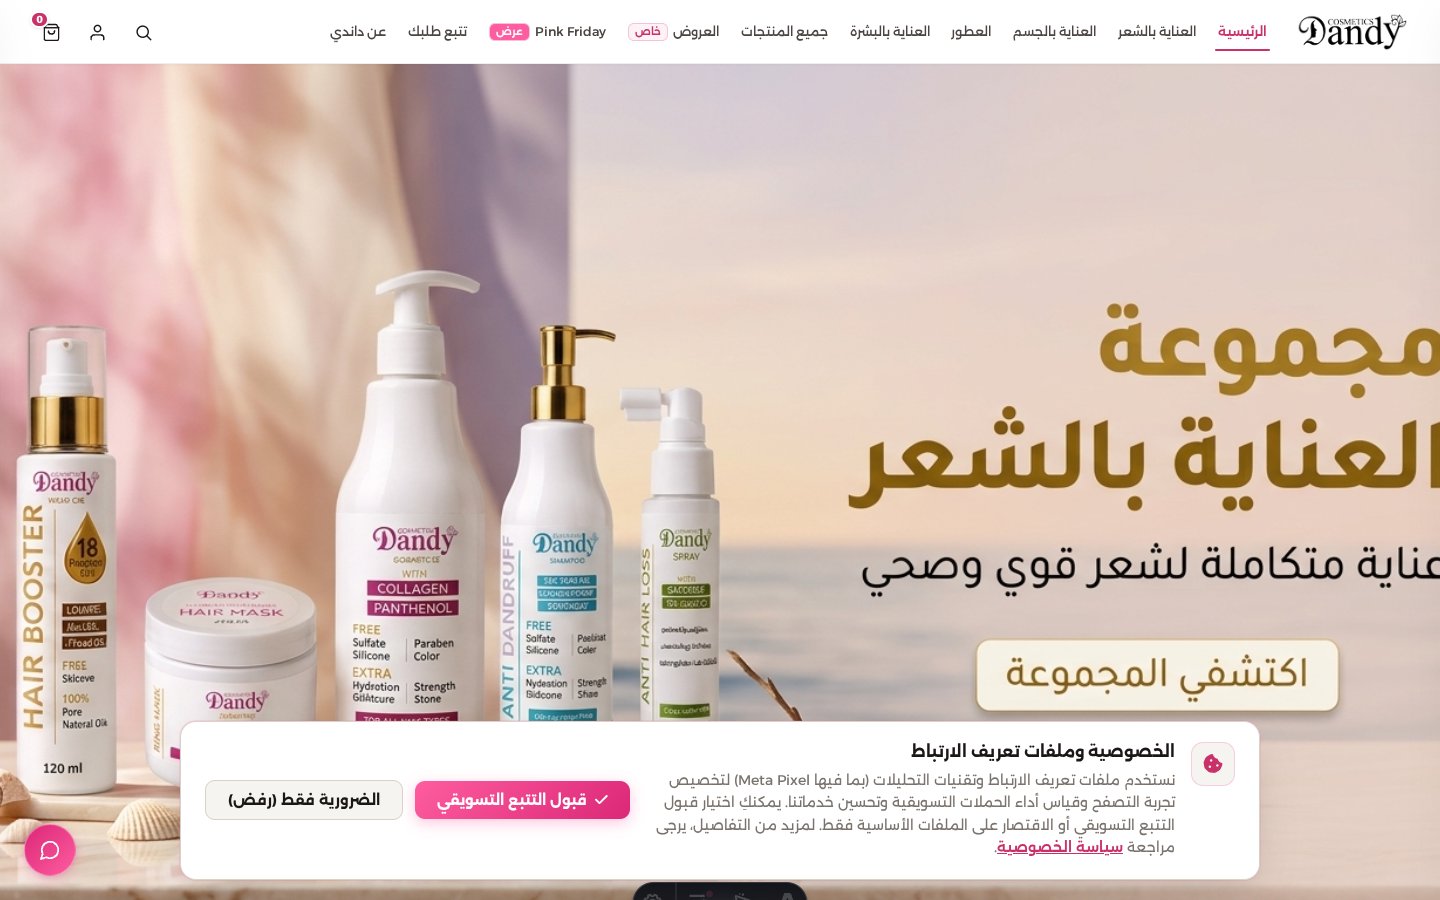 Dandy
COSMETICS
الرئيسية
العناية بالشعر
العناية بالجسم
العطور
العناية بالبشرة
جميع المنتجات
العروض خاص
Pink Friday عرض
تتبع طلبك
عن داندي
0
مجموعة
العناية بالشعر
عناية متكاملة لشعر قوي وصحي
اكتشفي المجموعة
Dandy
HAIR BOOSTER
18
FREE
100%
Pore
120 ml
Dandy
HAIR MASK
Dandy
Dandy
WITH
COLLAGEN
PANTHENOL
FREE
Sulfate
Silicone
Paraben
Color
EXTRA
Hydrotion
Strength
Stone
Dandy
ANTI DANDRUFF
FREE
Sulfate
Silicone
Color
EXTRA
Dandy
SPRAY
ANTI HAIR LOSS
الخصوصية وملفات تعريف الارتباط
نستخدم ملفات تعريف الارتباط وتقنيات التحليلات (بما فيها Meta Pixel) لتخصيص
تجربة التصفح وقياس أداء الحملات التسويقية وتحسين خدماتنا. يمكنك اختيار قبول
التتبع التسويقي أو الاقتصار على الملفات الأساسية فقط. لمزيد من التفاصيل، يرجى
مراجعة سياسة الخصوصية.
قبول التتبع التسويقي
الضرورية فقط (رفض)